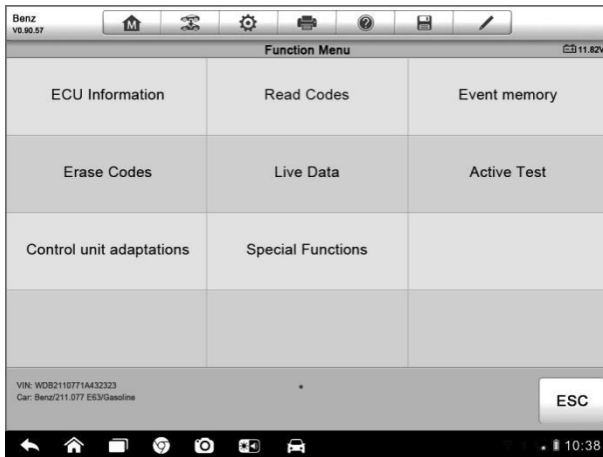 Benz
V0.90.57
M
Function Menu
11.82V
ECU Information
Read Codes
Event memory
Erase Codes
Live Data
Active Test
Control unit adaptations
Special Functions
VIN: WDB2110771A432323
Car: Benz/211.077 E63/Gasoline
ESC
10:38